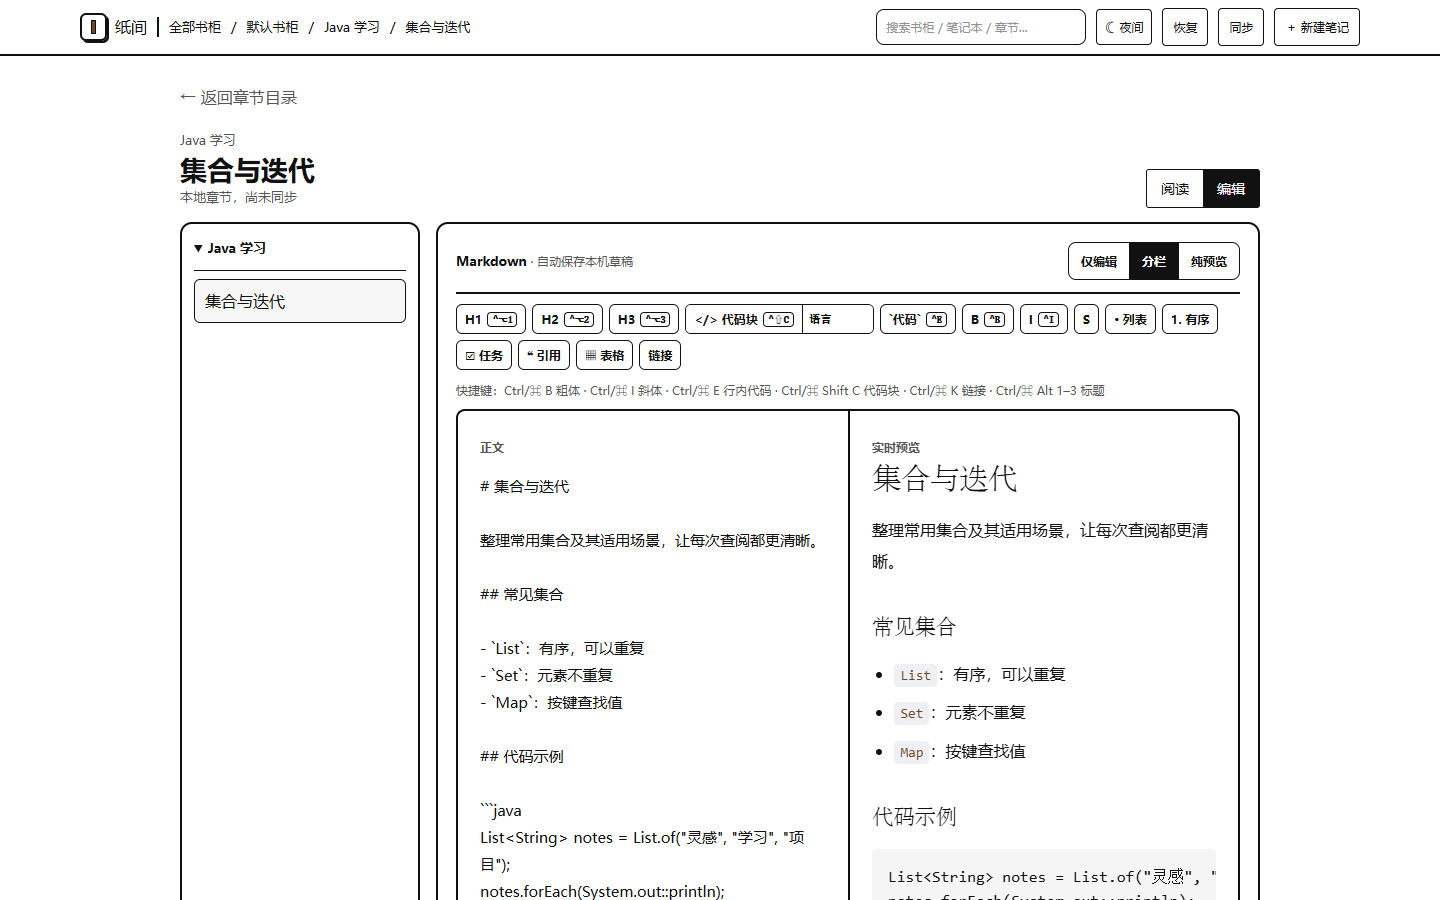 纸间 全部书柜 / 默认书柜 / Java 学习 / 集合与迭代 搜索书柜 / 笔记本 / 章节... ☾ 夜间 恢复 同步 + 新建笔记
← 返回章节目录
Java 学习
集合与迭代
本地章节，尚未同步
阅读 编辑
▼ Java 学习
集合与迭代
Markdown · 自动保存本机草稿
仅编辑 分栏 纯预览
H1 ^⌥1 H2 ^⌥2 H3 ^⌥3 </> 代码块 ^⇧C 语言 `代码` ^E B ^B I ^I S • 列表 1. 有序
☑ 任务 ❝ 引用 ▦ 表格 链接
快捷键：Ctrl/⌘ B 粗体 · Ctrl/⌘ I 斜体 · Ctrl/⌘ E 行内代码 · Ctrl/⌘ Shift C 代码块 · Ctrl/⌘ K 链接 · Ctrl/⌘ Alt 1–3 标题
正文
# 集合与迭代
整理常用集合及其适用场景，让每次查阅都更清晰。
## 常见集合
- `List`：有序，可以重复
- `Set`：元素不重复
- `Map`：按键查找值
## 代码示例
```java
List<String> notes = List.of("灵感", "学习", "项
目");
notes.forEach(System.out::println);
实时预览
集合与迭代
整理常用集合及其适用场景，让每次查阅都更清
晰。
常见集合
• List：有序，可以重复
• Set：元素不重复
• Map：按键查找值
代码示例
List<String> notes = List.of("灵感", "
notes.forEach(System.out::println);